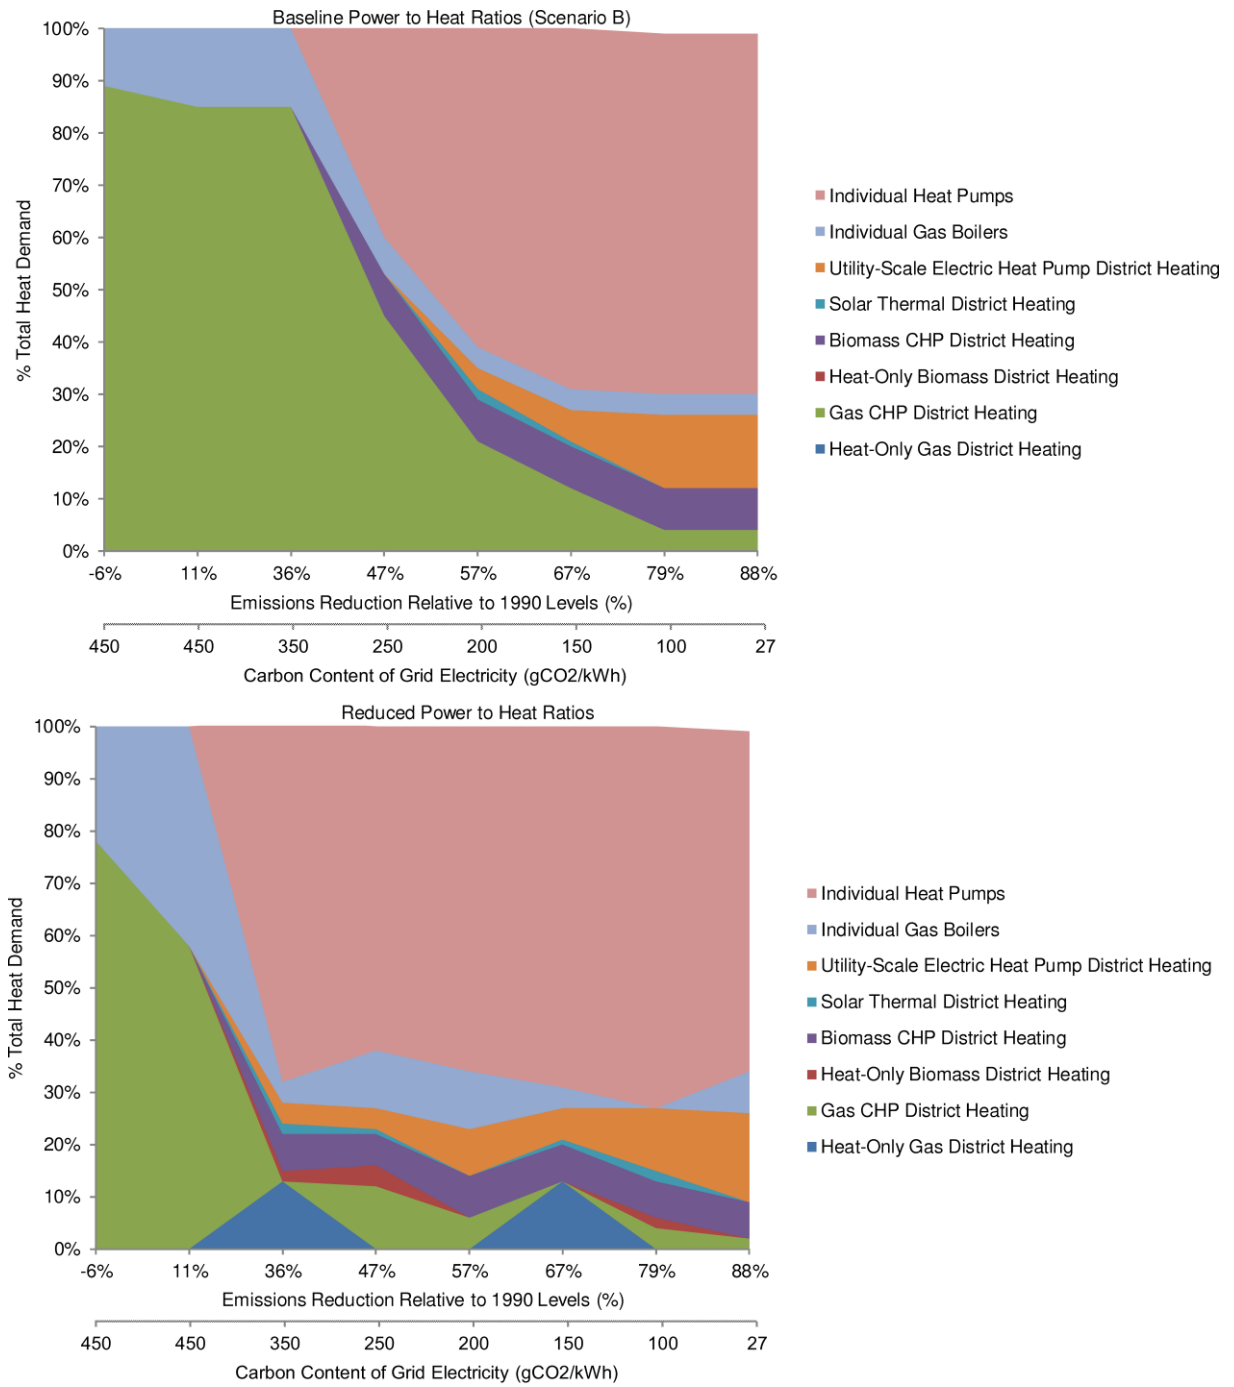 Baseline Power to Heat Ratios (Scenario B)
100%
90%
80%
70%
60%
50%
40%
30%
20%
10%
0%
% Total Heat Demand
-6% 11% 36% 47% 57% 67% 79% 88%
Emissions Reduction Relative to 1990 Levels (%)
450 450 350 250 200 150 100 27
Carbon Content of Grid Electricity (gCO2/kWh)
Individual Heat Pumps
Individual Gas Boilers
Utility-Scale Electric Heat Pump District Heating
Solar Thermal District Heating
Biomass CHP District Heating
Heat-Only Biomass District Heating
Gas CHP District Heating
Heat-Only Gas District Heating
Reduced Power to Heat Ratios
100%
90%
80%
70%
60%
50%
40%
30%
20%
10%
0%
% Total Heat Demand
-6% 11% 36% 47% 57% 67% 79% 88%
Emissions Reduction Relative to 1990 Levels (%)
450 450 350 250 200 150 100 27
Carbon Content of Grid Electricity (gCO2/kWh)
Individual Heat Pumps
Individual Gas Boilers
Utility-Scale Electric Heat Pump District Heating
Solar Thermal District Heating
Biomass CHP District Heating
Heat-Only Biomass District Heating
Gas CHP District Heating
Heat-Only Gas District Heating